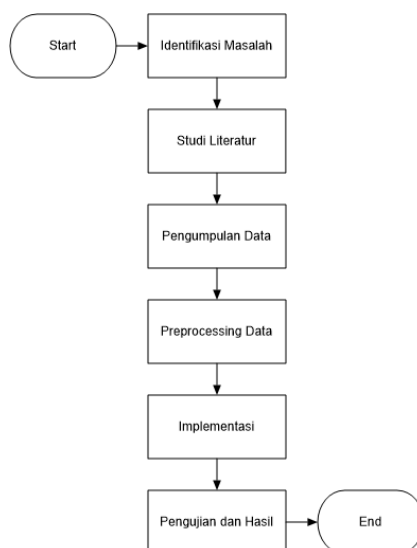 Start
Identifikasi Masalah
Studi Literatur
Pengumpulan Data
Preprocessing Data
Implementasi
Pengujian dan Hasil
End